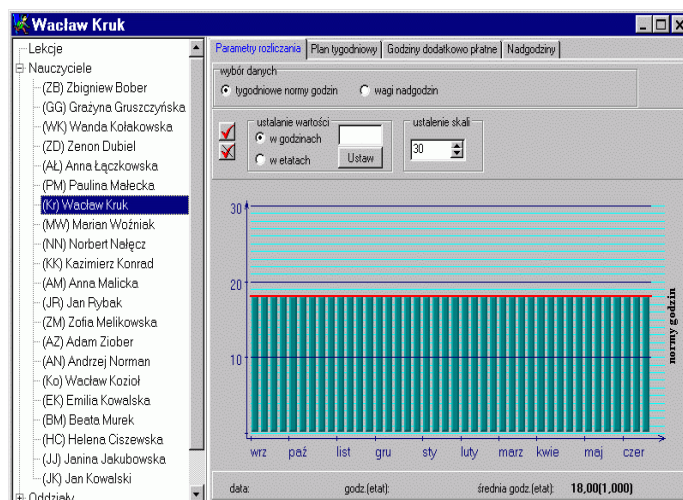 Wacław Kruk
Lekcje
Nauczyciele
(ZB) Zbigniew Bober
(GG) Grażyna Gruszczyńska
(WK) Wanda Kołakowska
(ZD) Zenon Dubiel
(AŁ) Anna Łączkowska
(PM) Paulina Małecka
(Kr) Wacław Kruk
(MW) Marian Woźniak
(NN) Norbert Nałęcz
(KK) Kazimierz Konrad
(AM) Anna Malicka
(JR) Jan Rybak
(ZM) Zofia Melikowska
(AZ) Adam Ziober
(AN) Andrzej Norman
(Ko) Wacław Kozioł
(EK) Emilia Kowalska
(BM) Beata Murek
(HC) Helena Ciszewska
(JJ) Janina Jakubowska
(JK) Jan Kowalski
Oddziały
Parametry rozliczania Plan tygodniowy Godziny dodatkowo płatne Nadgodziny
wybór danych
tygodniowe normy godzin wagi nadgodzin
ustalanie wartości ustalenie skali
w godzinach 30
w etatach Ustaw
30
20
10
normy godzin
wrz paź list gru sty luty marz kwie maj czer
data: godz.(etat): średnia godz.(etat): 18,00(1,000)